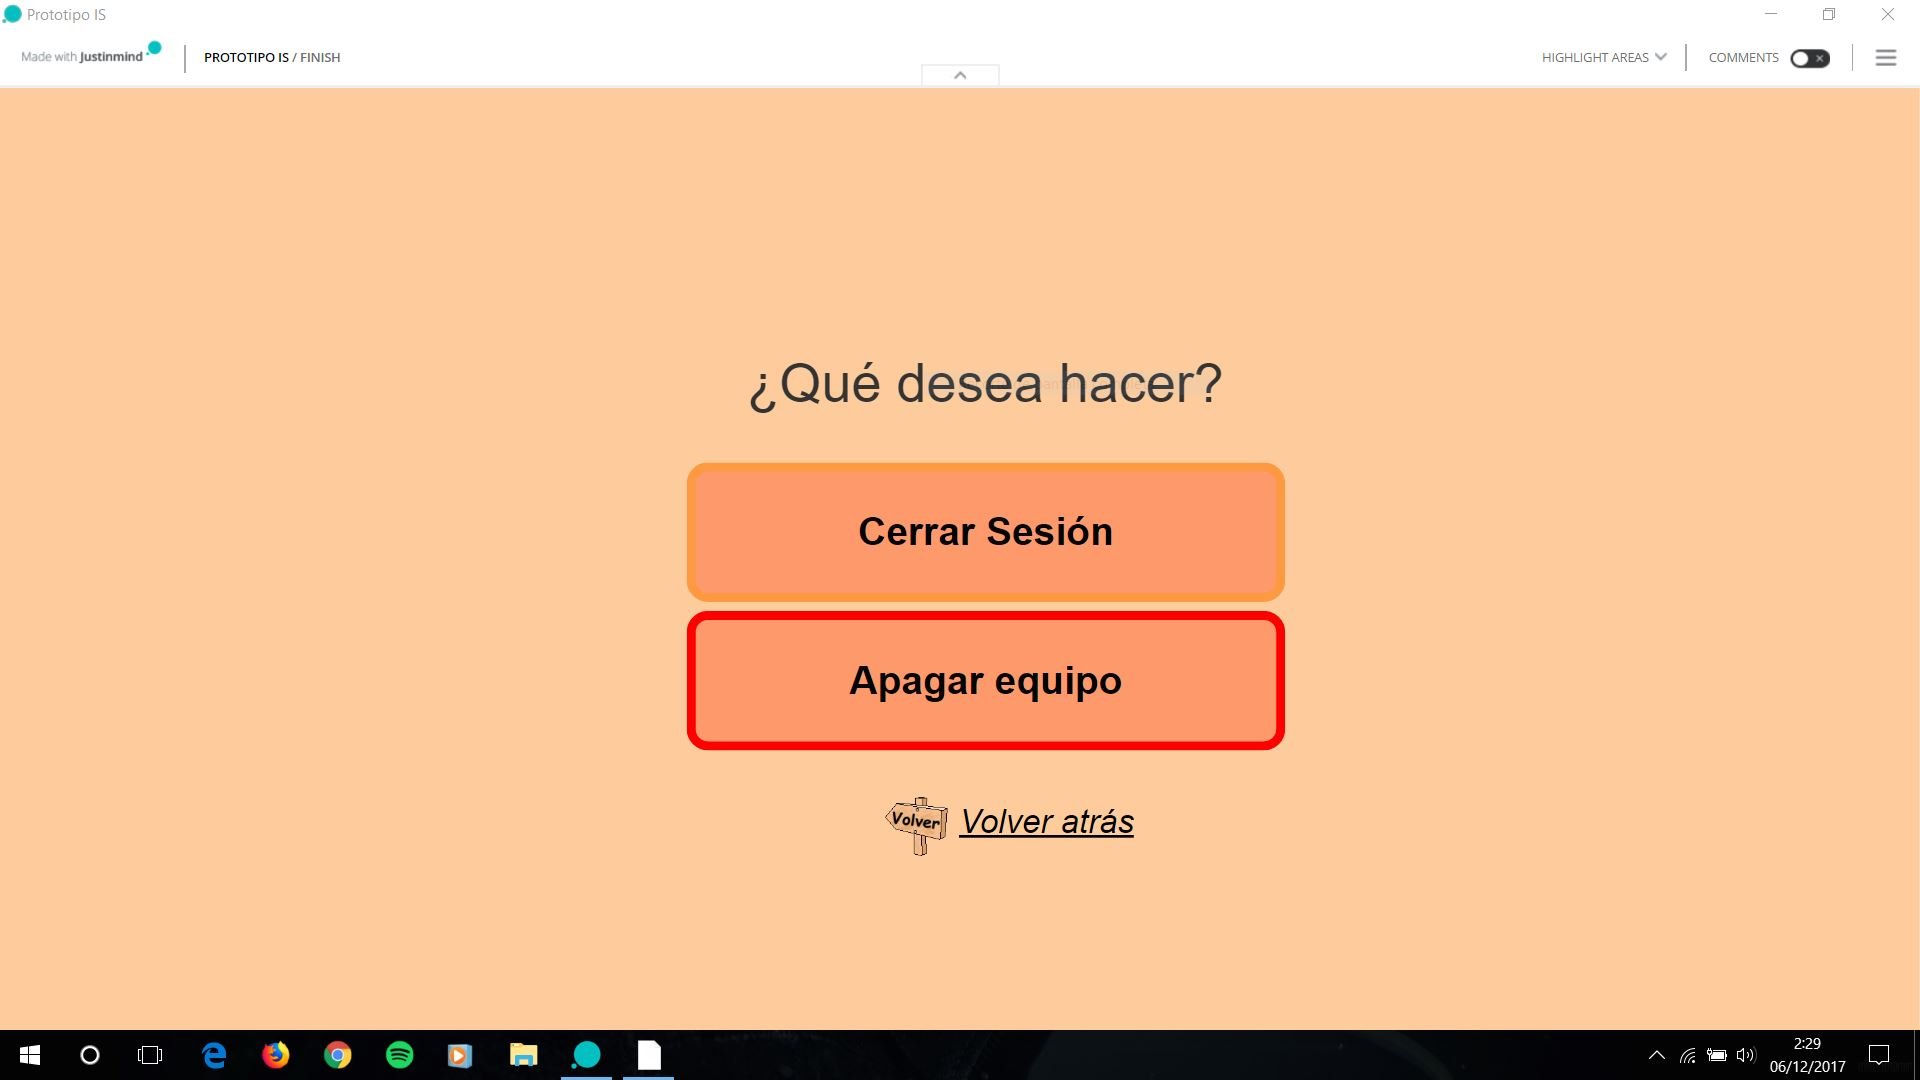 Prototipo IS
Made with Justinmind
PROTOTIPO IS / FINISH
HIGHLIGHT AREAS
COMMENTS
¿Qué desea hacer?
Cerrar Sesión
Apagar equipo
Volver
Volver atrás
2:29
06/12/2017